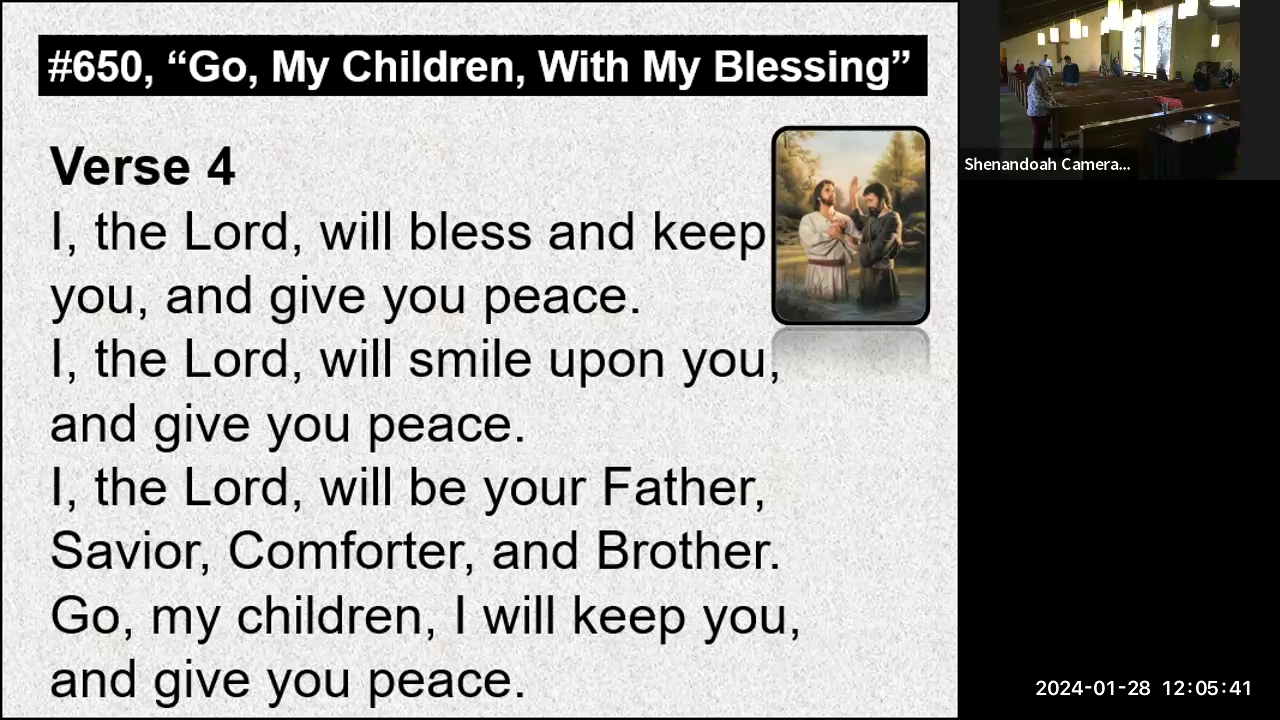 #650, “Go, My Children, With My Blessing”
Verse 4
I, the Lord, will bless and keep
you, and give you peace.
I, the Lord, will smile upon you,
and give you peace.
I, the Lord, will be your Father,
Savior, Comforter, and Brother.
Go, my children, I will keep you,
and give you peace.
Shenandoah Camera...
2024-01-28 12:05:41